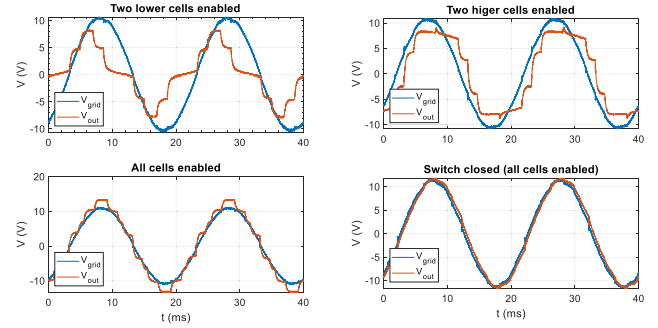 Two lower cells enabled
10
5
0
-5
-10
V (V)
V_grid
V_out
0
10
20
30
40
Two higer cells enabled
10
5
0
-5
-10
V (V)
V_grid
V_out
0
10
20
30
40
All cells enabled
20
10
0
-10
V (V)
V_grid
V_out
0
10
20
30
40
t (ms)
Switch closed (all cells enabled)
10
5
0
-5
-10
V (V)
V_grid
V_out
0
10
20
30
40
t (ms)